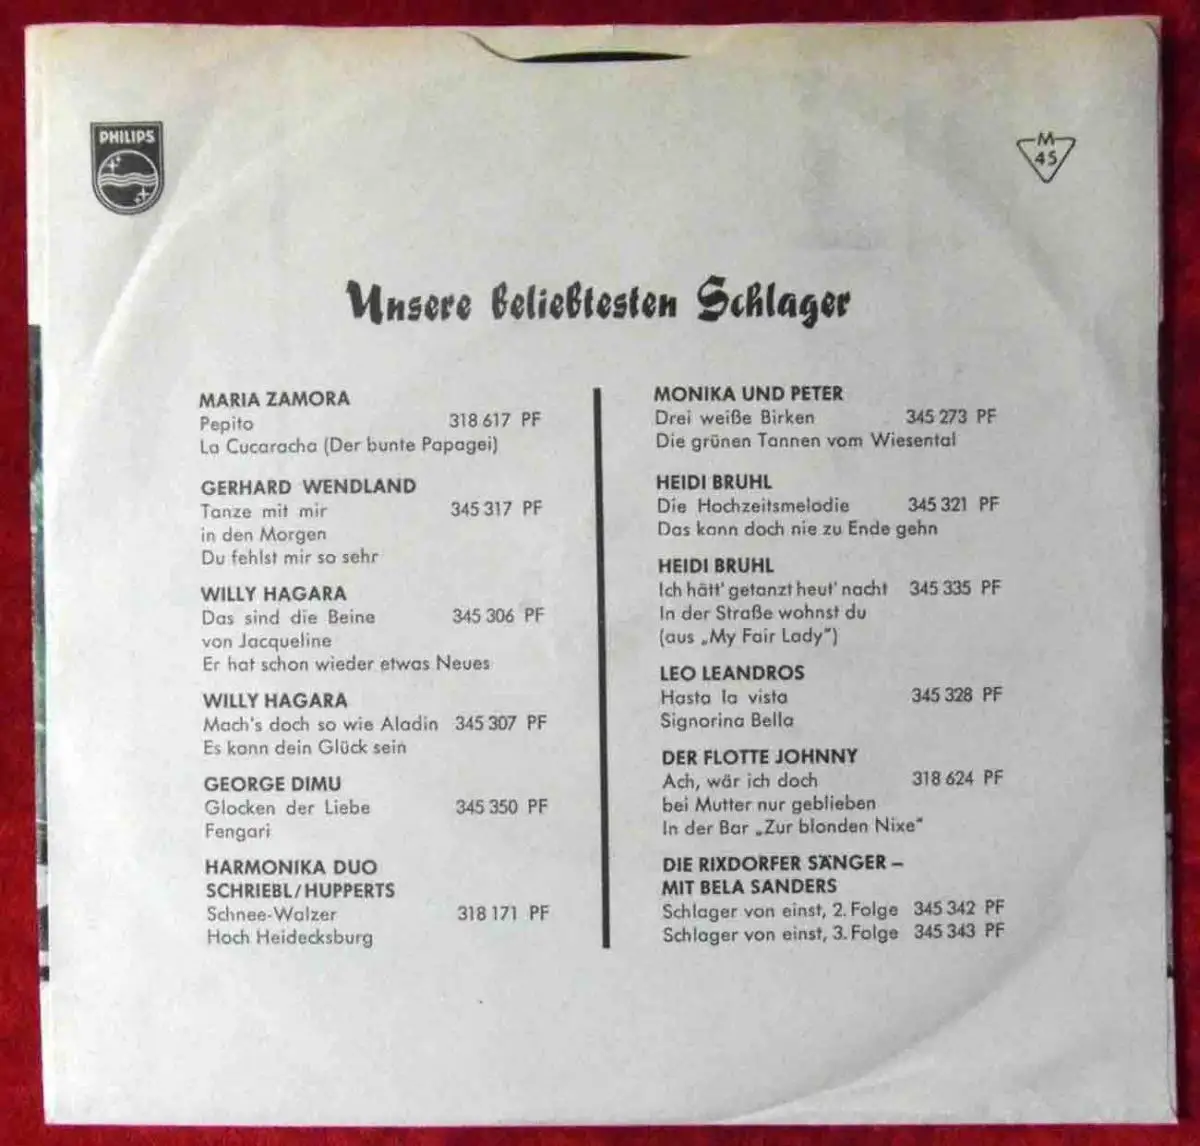 PHILIPS
M
45
Unsere beliebtesten Schlager
MARIA ZAMORA
Pepito 318 617 PF
La Cucaracha (Der bunte Papagei)
GERHARD WENDLAND
Tanze mit mir 345 317 PF
in den Morgen
Du fehlst mir so sehr
WILLY HAGARA
Das sind die Beine 345 306 PF
von Jacqueline
Er hat schon wieder etwas Neues
WILLY HAGARA
Mach's doch so wie Aladin 345 307 PF
Es kann dein Glück sein
GEORGE DIMU
Glocken der Liebe 345 350 PF
Fengari
HARMONIKA DUO
SCHRIEBL/HUPPERTS
Schnee-Walzer 318 171 PF
Hoch Heidecksburg
MONIKA UND PETER
Drei weiße Birken 345 273 PF
Die grünen Tannen vom Wiesental
HEIDI BRUHL
Die Hochzeitsmelodie 345 321 PF
Das kann doch nie zu Ende gehn
HEIDI BRUHL
Ich hätt' getanzt heut' nacht 345 335 PF
In der Straße wohnst du
(aus „My Fair Lady")
LEO LEANDROS
Hasta la vista 345 328 PF
Signorina Bella
DER FLOTTE JOHNNY
Ach, wär ich doch 318 624 PF
bei Mutter nur geblieben
In der Bar „Zur blonden Nixe"
DIE RIXDORFER SÄNGER –
MIT BELA SANDERS
Schlager von einst, 2. Folge 345 342 PF
Schlager von einst, 3. Folge 345 343 PF